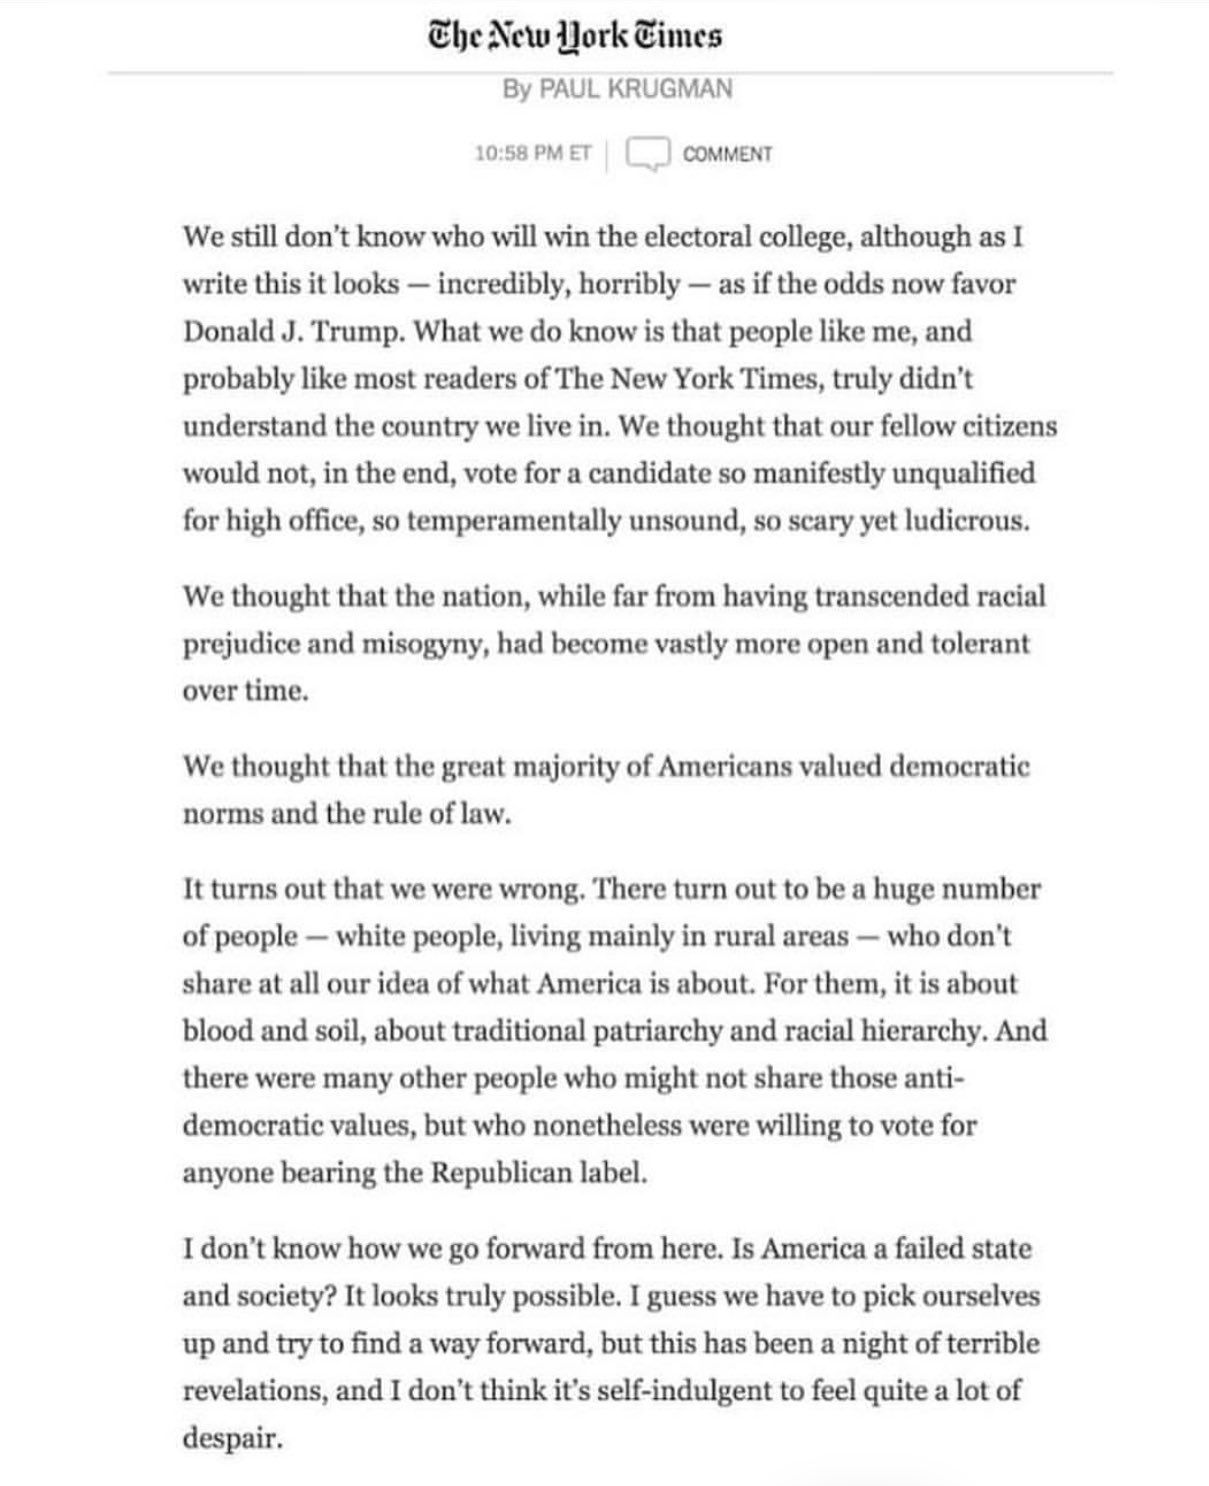 The New York Times
By PAUL KRUGMAN
10:58 PM ET | COMMENT
We still don't know who will win the electoral college, although as I
write this it looks — incredibly, horribly — as if the odds now favor
Donald J. Trump. What we do know is that people like me, and
probably like most readers of The New York Times, truly didn't
understand the country we live in. We thought that our fellow citizens
would not, in the end, vote for a candidate so manifestly unqualified
for high office, so temperamentally unsound, so scary yet ludicrous.
We thought that the nation, while far from having transcended racial
prejudice and misogyny, had become vastly more open and tolerant
over time.
We thought that the great majority of Americans valued democratic
norms and the rule of law.
It turns out that we were wrong. There turn out to be a huge number
of people — white people, living mainly in rural areas — who don't
share at all our idea of what America is about. For them, it is about
blood and soil, about traditional patriarchy and racial hierarchy. And
there were many other people who might not share those anti-
democratic values, but who nonetheless were willing to vote for
anyone bearing the Republican label.
I don't know how we go forward from here. Is America a failed state
and society? It looks truly possible. I guess we have to pick ourselves
up and try to find a way forward, but this has been a night of terrible
revelations, and I don't think it's self-indulgent to feel quite a lot of
despair.